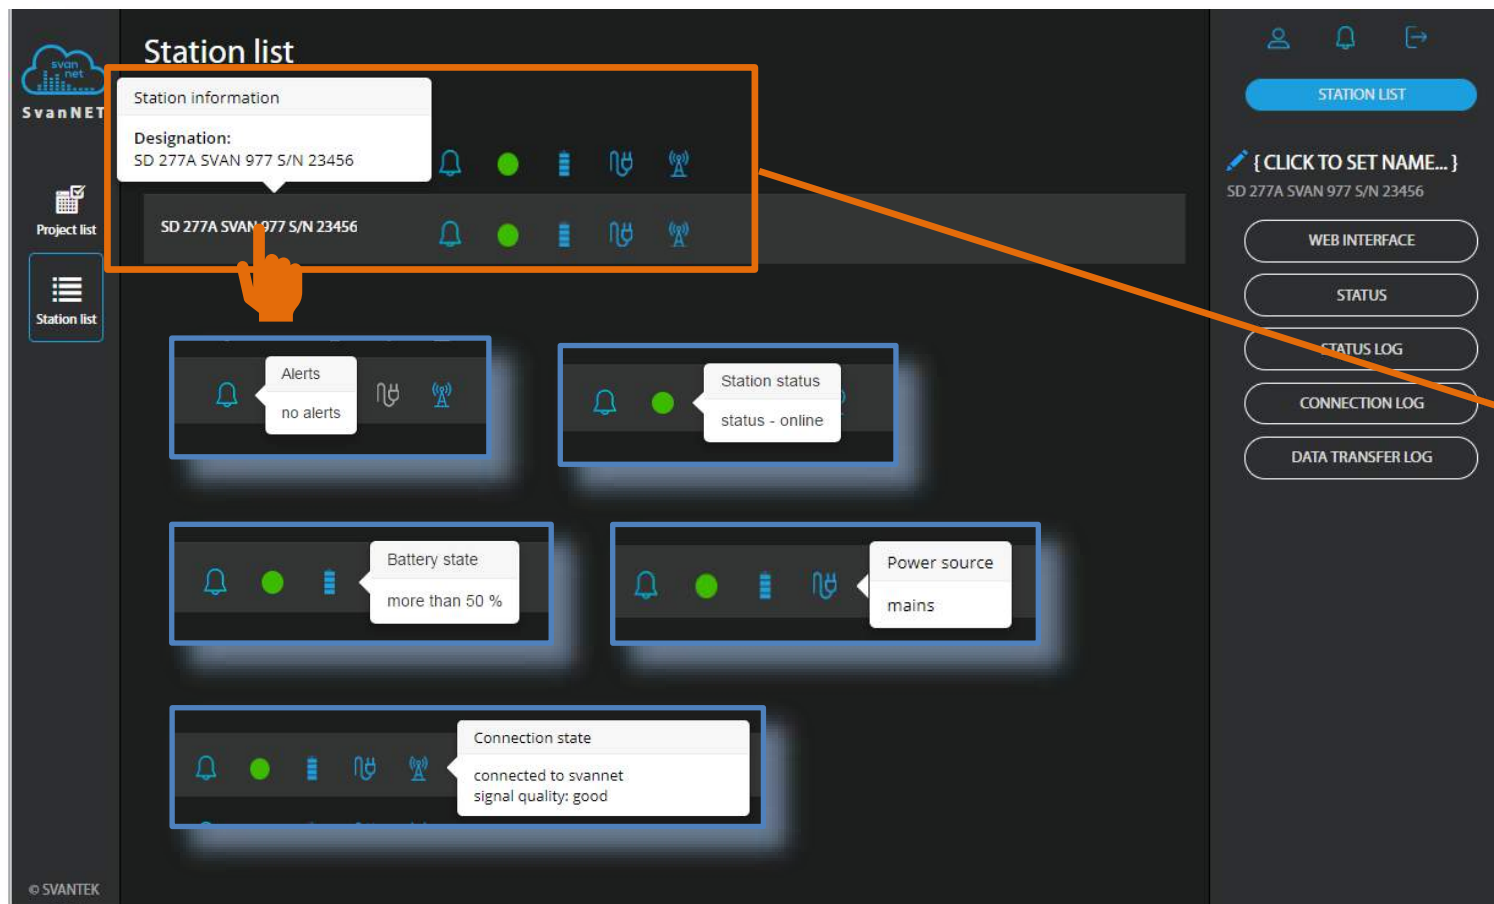 svan
net
SvanNET
Project list
Station list
© SVANTEK
Station list
Station information
Designation:
SD 277A SVAN 977 S/N 23456
SD 277A SVAN 977 S/N 23456
Alerts
no alerts
Station status
status - online
Battery state
more than 50 %
Power source
mains
Connection state
connected to svannet
signal quality: good
STATION LIST
{ CLICK TO SET NAME... }
SD 277A SVAN 977 S/N 23456
WEB INTERFACE
STATUS
STATUS LOG
CONNECTION LOG
DATA TRANSFER LOG